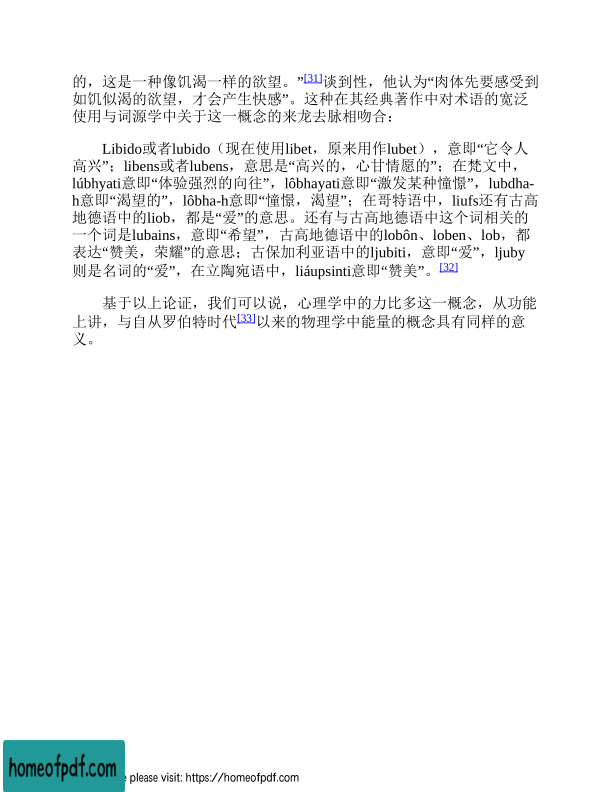 的，这是一种像饥渴一样的欲望。”[31]谈到性，他认为“肉体先要感受到
如饥似渴的欲望，才会产生快感”。这种在其经典著作中对术语的宽泛
使用与词源学中关于这一概念的来龙去脉相吻合：
Libido或者lubido（现在使用libet，原来用作lubet），意即“它令人
高兴”；libens或者lubens，意思是“高兴的，心甘情愿的”；在梵文中，
lúbhyati意即“体验强烈的向往”，lôbhayati意即“激发某种憧憬”，lubdha-
h意即“渴望的”，lôbha-h意即“憧憬，渴望”；在哥特语中，liufs还有古高
地德语中的liob，都是“爱”的意思。还有与古高地德语中这个词相关的
一个词是lubains，意即“希望”，古高地德语中的lobôn、loben、lob，都
表达“赞美，荣耀”的意思；古保加利亚语中的ljubiti，意即“爱”，ljuby
则是名词的“爱”，在立陶宛语中，liáupsinti意即“赞美”。[32]
基于以上论证，我们可以说，心理学中的力比多这一概念，从功能
上讲，与自从罗伯特时代[33]以来的物理学中能量的概念具有同样的意
义。
homeofpdf.com
e please visit: https://homeofpdf.com